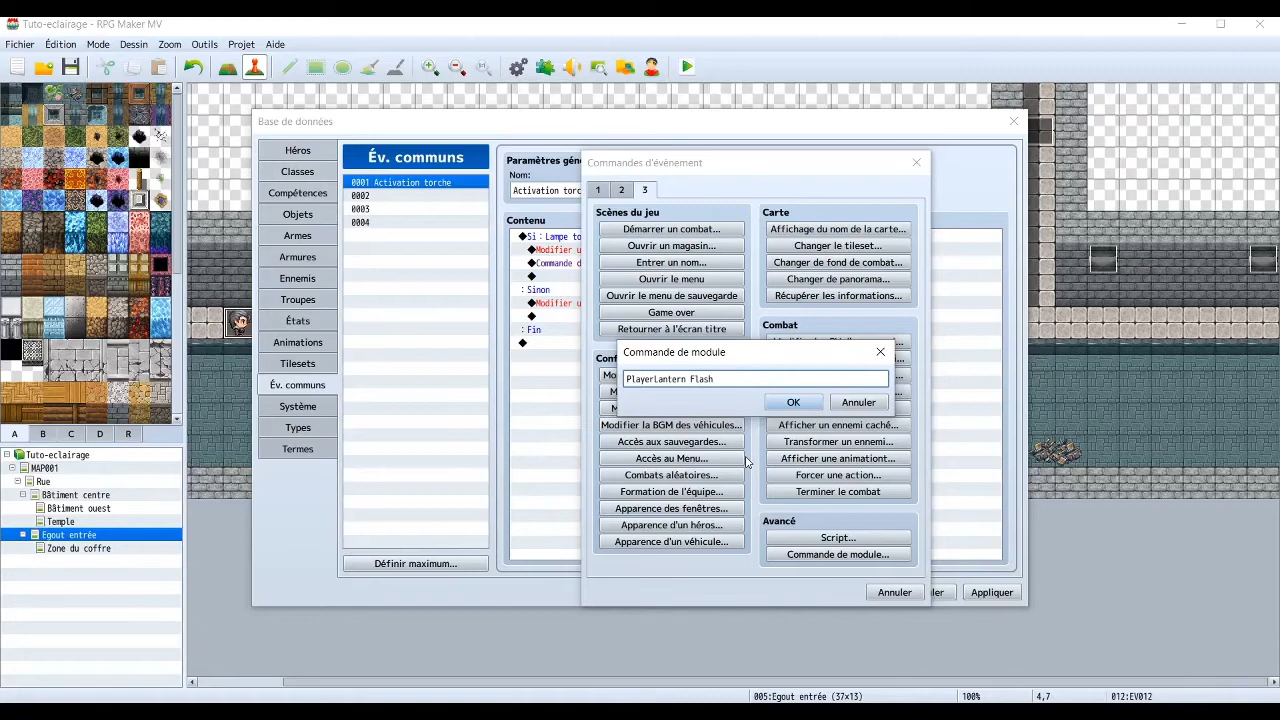 Tuto-eclairage - RPG Maker MV
Fichier Édition Mode Dessin Zoom Outils Projet Aide
Base de données
Héros
Classes
Compétences
Objets
Armes
Armures
Ennemis
Troupes
États
Animations
Tilesets
Év. communs
Système
Types
Termes
Év. communs
0001 Activation torche
0002
0003
0004
Définir maximum...
Paramètres géné
Nom:
Activation torc
Contenu
◆Si : Lampe to
◆Modifier u
◆Commande d
◆
: Sinon
◆Modifier u
◆
: Fin
◆
Commandes d'évènement
1 2 3
Scènes du jeu
Démarrer un combat...
Ouvrir un magasin...
Entrer un nom...
Ouvrir le menu
Ouvrir le menu de sauvegarde
Game over
Retourner à l'écran titre
Modifier la BGM des véhicules...
Accès aux sauvegardes...
Accès au Menu...
Combats aléatoires...
Formation de l'équipe...
Apparence des fenêtres...
Apparence d'un héros...
Apparence d'un véhicule...
Carte
Affichage du nom de la carte...
Changer le tileset...
Changer de fond de combat...
Changer de panorama...
Récupérer les informations...
Combat
Afficher un ennemi caché...
Transformer un ennemi...
Afficher une animationt...
Forcer une action...
Terminer le combat
Avancé
Script...
Commande de module...
Annuler
Appliquer
Commande de module
PlayerLantern Flash
OK
Annuler
A B C D R
Tuto-eclairage
MAP001
Rue
Bâtiment centre
Bâtiment ouest
Temple
Egout entrée
Zone du coffre
005:Egout entrée (37x13) 100% 4,7 012:EV012